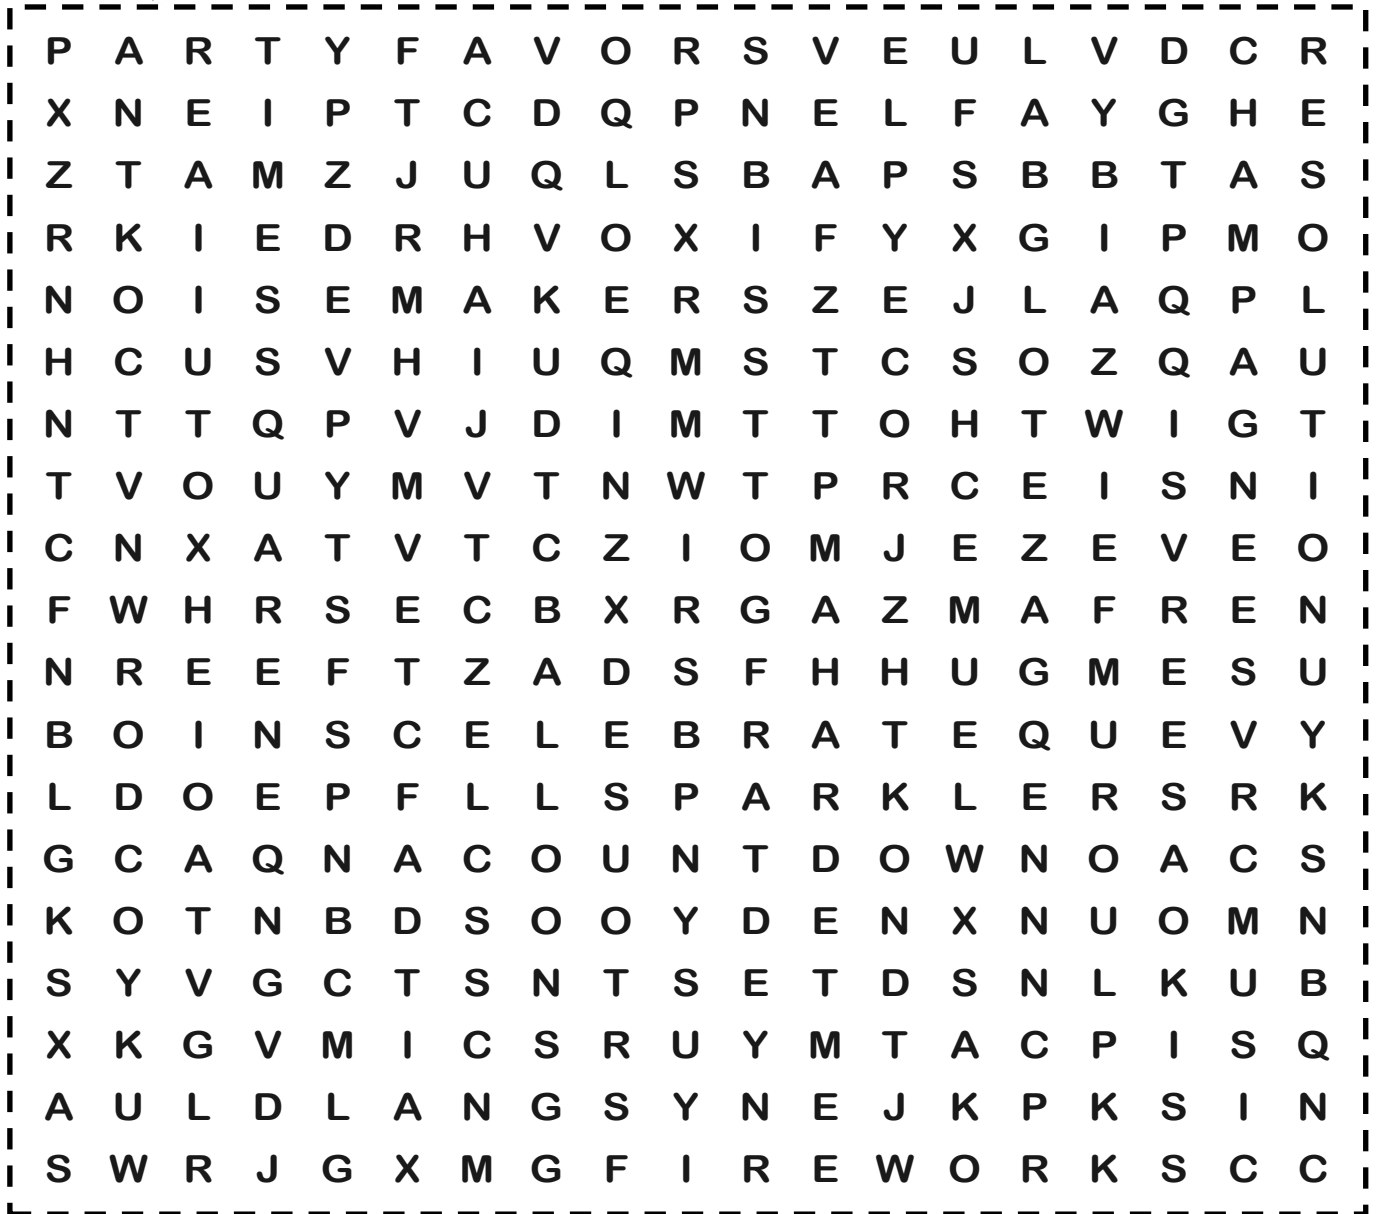 P A R T Y F A V O R S V E U L V D C R
X N E I P T C D Q P N E L F A Y G H E
Z T A M Z J U Q L S B A P S B B T A S
R K I E D R H V O X I F Y X G I P M O
N O I S E M A K E R S Z E J L A Q P L
H C U S V H I U Q M S T C S O Z Q A U
N T T Q P V J D I M T T O H T W I G T
T V O U Y M V T N W T P R C E I S N I
C N X A T V T C Z I O M J E Z E V E O
F W H R S E C B X R G A Z M A F R E N
N R E E F T Z A D S F H H U G M E S U
B O I N S C E L E B R A T E Q U E V Y
L D O E P F L L S P A R K L E R S R K
G C A Q N A C O U N T D O W N O A C S
K O T N B D S O O Y D E N X N U O M N
S Y V G C T S N T S E T D S N L K U B
X K G V M I C S R U Y M T A C P I S Q
A U L D L A N G S Y N E J K P K S I N
S W R J G X M G F I R E W O R K S C C